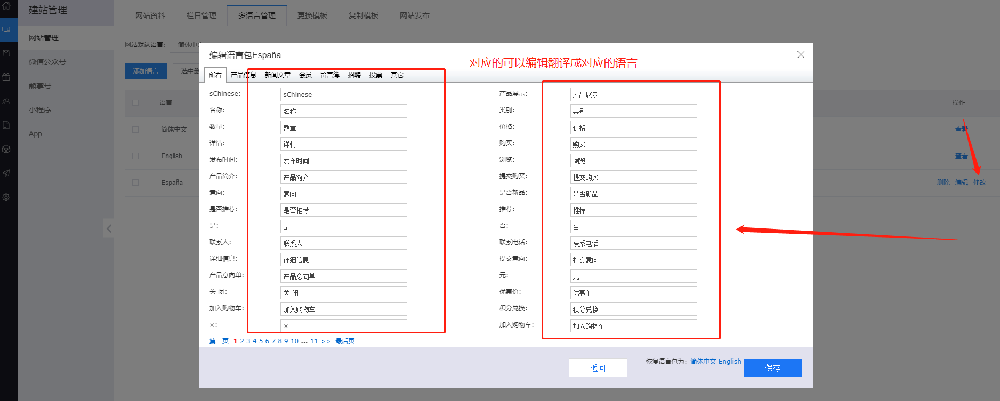 建站管理
网站资料 栏目管理 多语言管理 更换模板 复制模板 网站发布
网站管理
微信公众号
熊掌号
小程序
App
网站默认语言: 简体中文
添加语言 选中删
语言 操作
简体中文 查看
English 查看
España 删除 编辑 修改
编辑语言包España
对应的可以编辑翻译成对应的语言
所有 产品信息 新闻文章 会员 留言簿 招聘 投票 其它
sChinese: sChinese 产品展示: 产品展示
名称: 名称 类别: 类别
数量: 数量 价格: 价格
详情: 详情 购买: 购买
发布时间: 发布时间 浏览: 浏览
产品简介: 产品简介 提交购买: 提交购买
意向: 意向 是否新品: 是否新品
是否推荐: 是否推荐 推荐: 推荐
是: 是 否: 否
联系人: 联系人 联系电话: 联系电话
详细信息: 详细信息 提交意向: 提交意向
产品意向单: 产品意向单 元: 元
关 闭: 关 闭 优惠价: 优惠价
加入购物车: 加入购物车 积分兑换: 积分兑换
×: × 加入购物车: 加入购物车
第一页 1 2 3 4 5 6 7 8 9 10 ... 11 >> 最后页
返回 恢复语言包为: 简体中文 English 保存